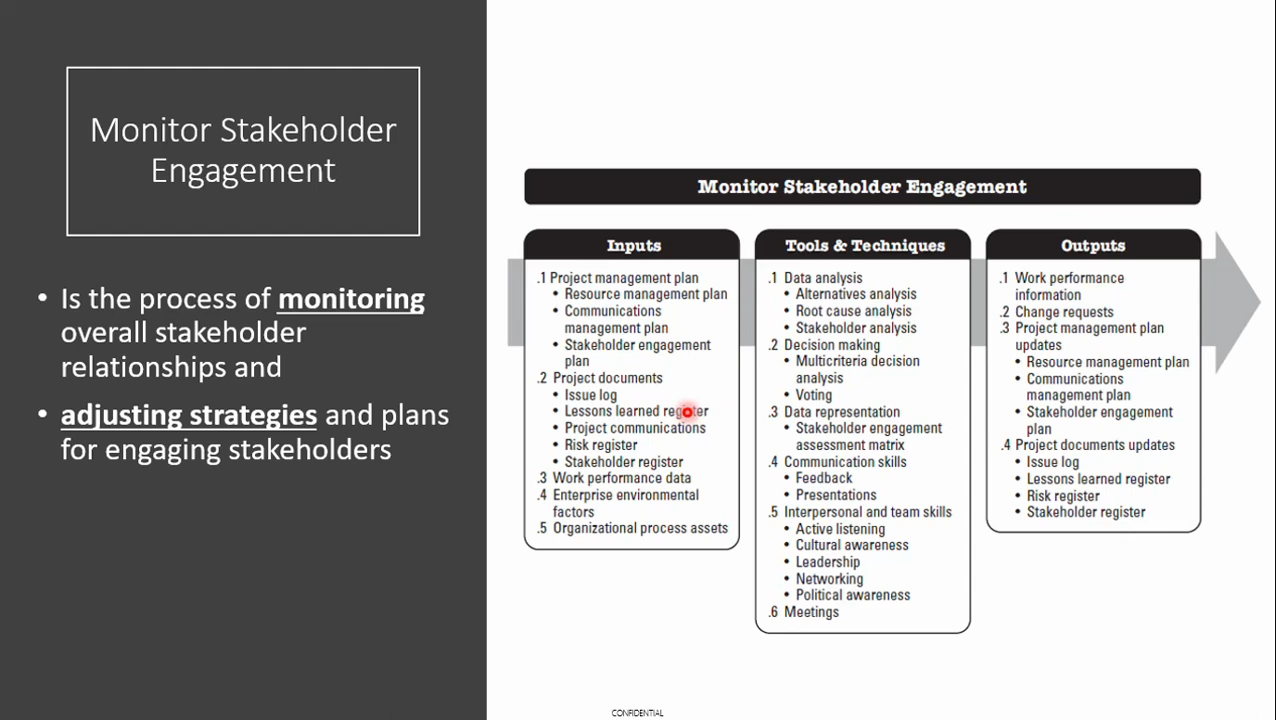 Monitor Stakeholder
Engagement
• Is the process of monitoring
overall stakeholder
relationships and
• adjusting strategies and plans
for engaging stakeholders
Monitor Stakeholder Engagement
Inputs
.1 Project management plan
• Resource management plan
• Communications
management plan
• Stakeholder engagement
plan
.2 Project documents
• Issue log
• Lessons learned register
• Project communications
• Risk register
• Stakeholder register
.3 Work performance data
.4 Enterprise environmental
factors
.5 Organizational process assets
Tools & Techniques
.1 Data analysis
• Alternatives analysis
• Root cause analysis
• Stakeholder analysis
.2 Decision making
• Multicriteria decision
analysis
• Voting
.3 Data representation
• Stakeholder engagement
assessment matrix
.4 Communication skills
• Feedback
• Presentations
.5 Interpersonal and team skills
• Active listening
• Cultural awareness
• Leadership
• Networking
• Political awareness
.6 Meetings
Outputs
.1 Work performance
information
.2 Change requests
.3 Project management plan
updates
• Resource management plan
• Communications
management plan
• Stakeholder engagement
plan
.4 Project documents updates
• Issue log
• Lessons learned register
• Risk register
• Stakeholder register
CONFIDENTIAL